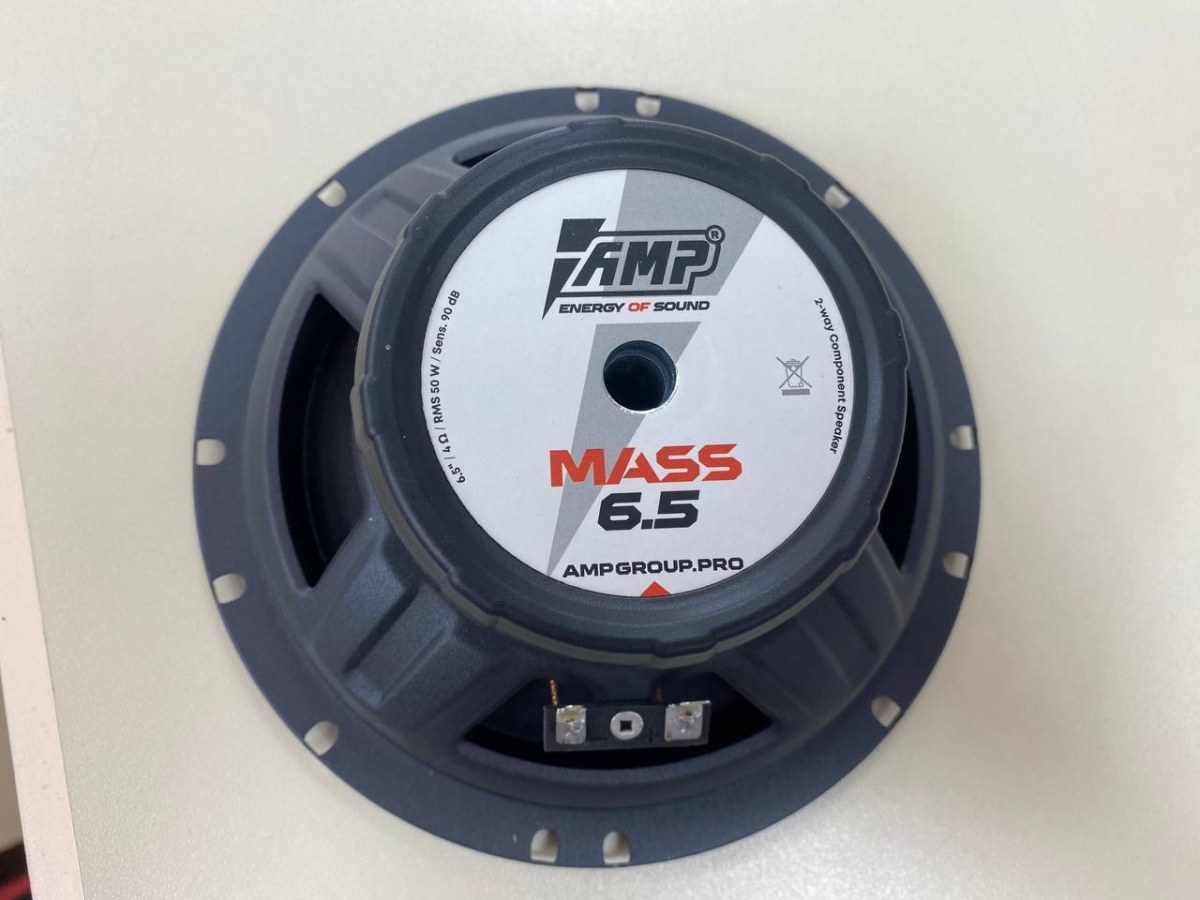 AMP®
ENERGY OF SOUND
6.5" / 4 Ω / RMS 50 W / Sens. 90 dB
2-way Component Speaker
MASS
6.5
AMPGROUP.PRO